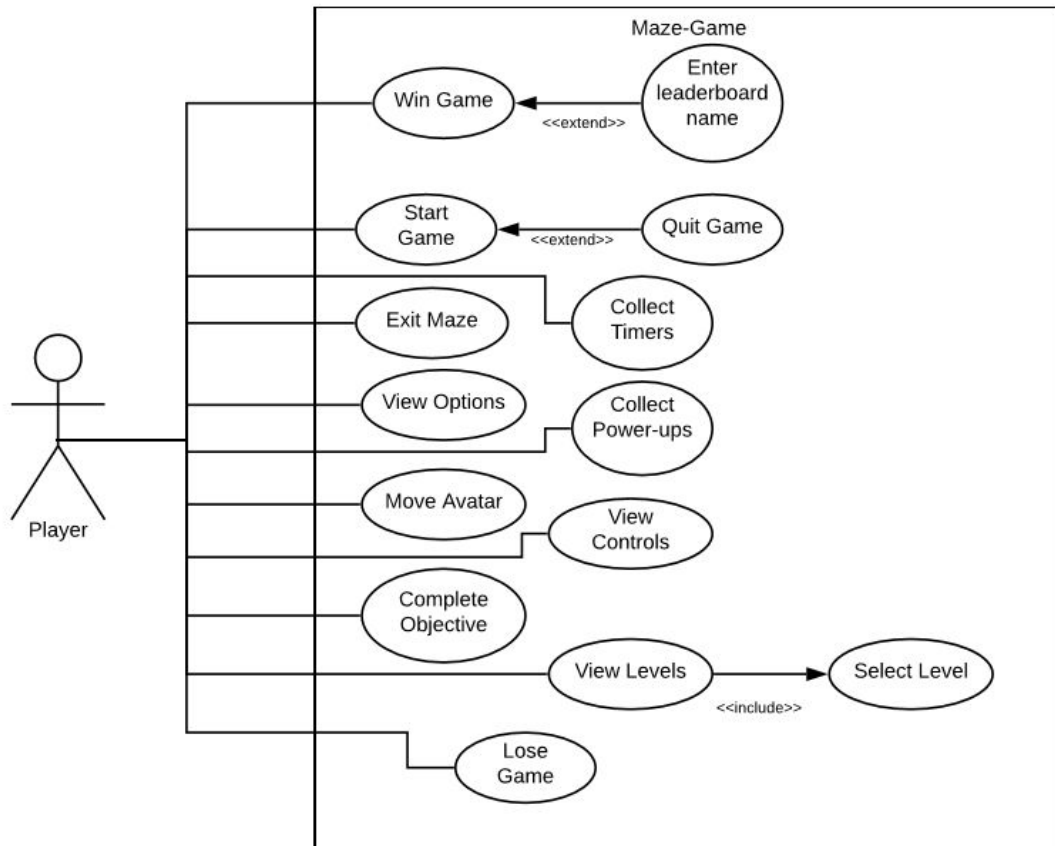 Maze-Game
Win Game
<<extend>>
Enter
leaderboard
name
Start
Game
<<extend>>
Quit Game
Exit Maze
Collect
Timers
View Options
Collect
Power-ups
Move Avatar
View
Controls
Player
Complete
Objective
View Levels
<<include>>
Select Level
Lose
Game